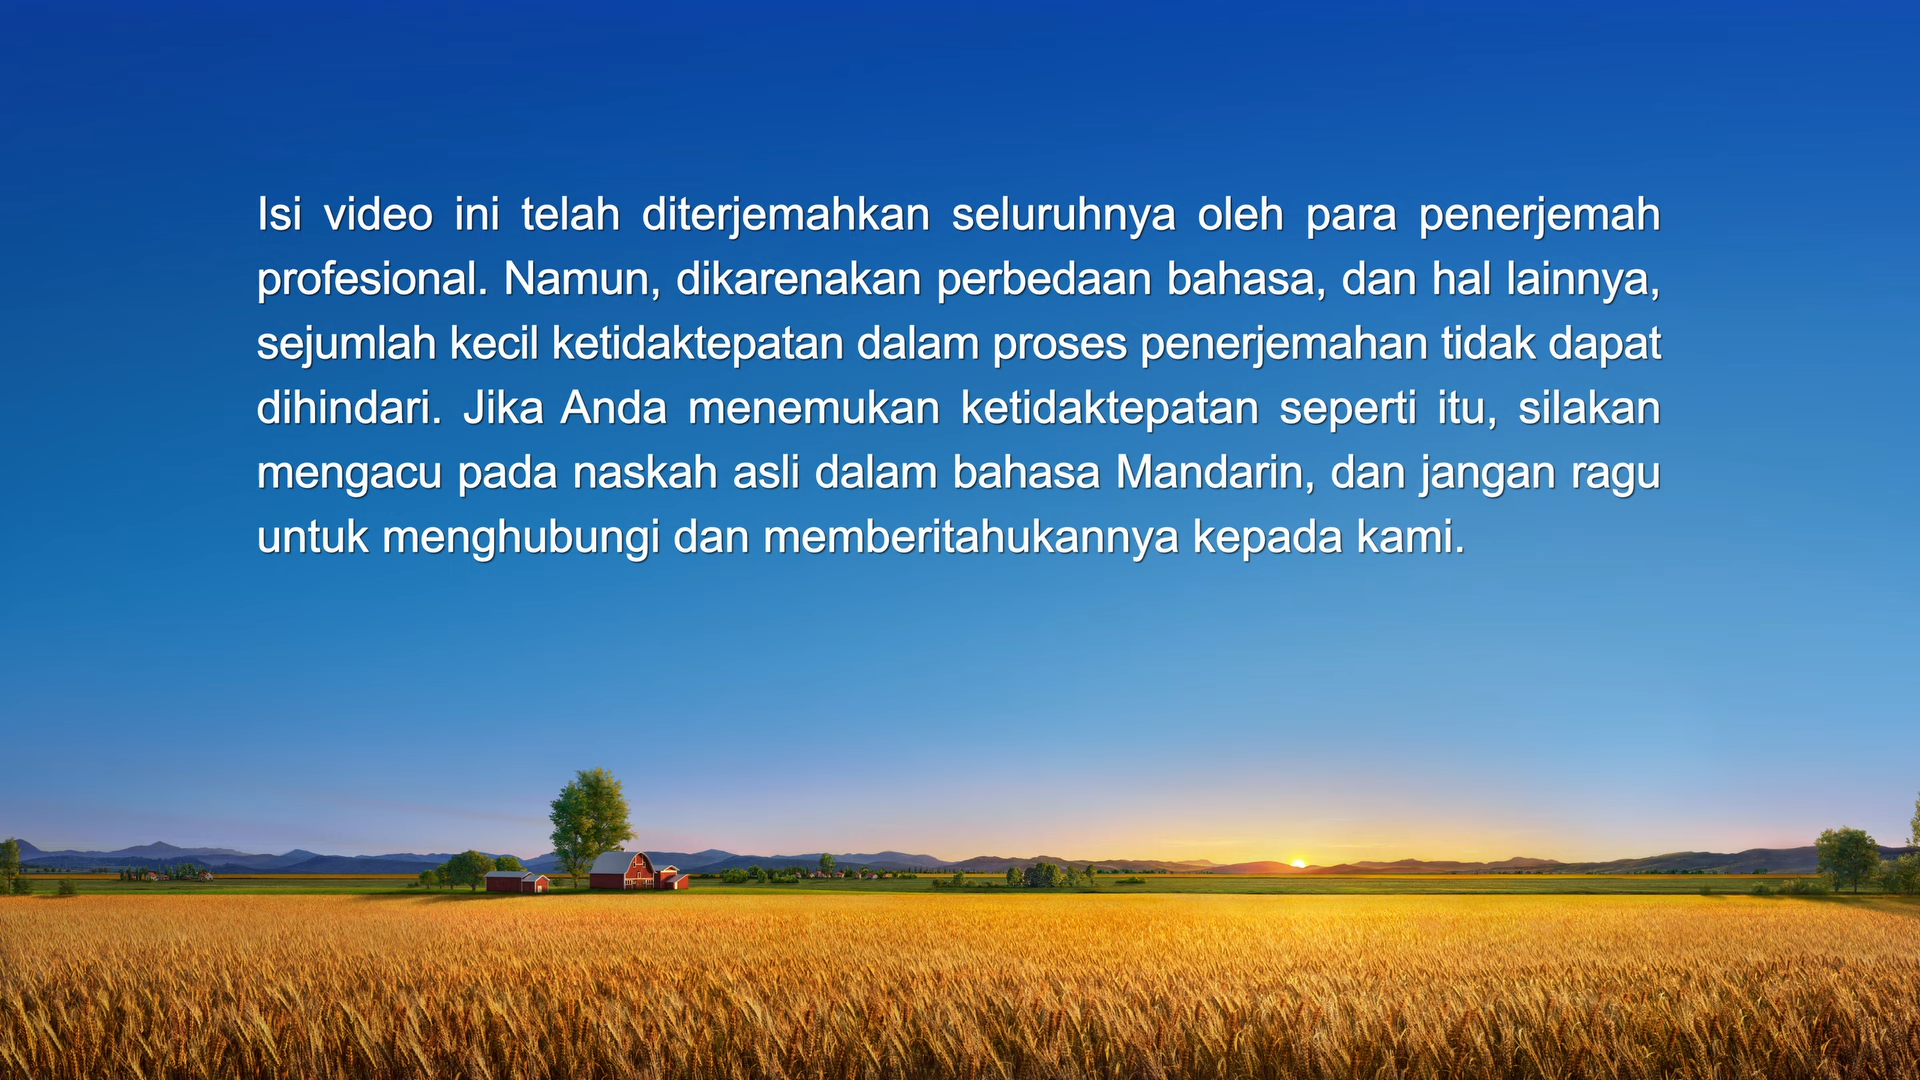 Isi video ini telah diterjemahkan seluruhnya oleh para penerjemah
profesional. Namun, dikarenakan perbedaan bahasa, dan hal lainnya,
sejumlah kecil ketidaktepatan dalam proses penerjemahan tidak dapat
dihindari. Jika Anda menemukan ketidaktepatan seperti itu, silakan
mengacu pada naskah asli dalam bahasa Mandarin, dan jangan ragu
untuk menghubungi dan memberitahukannya kepada kami.